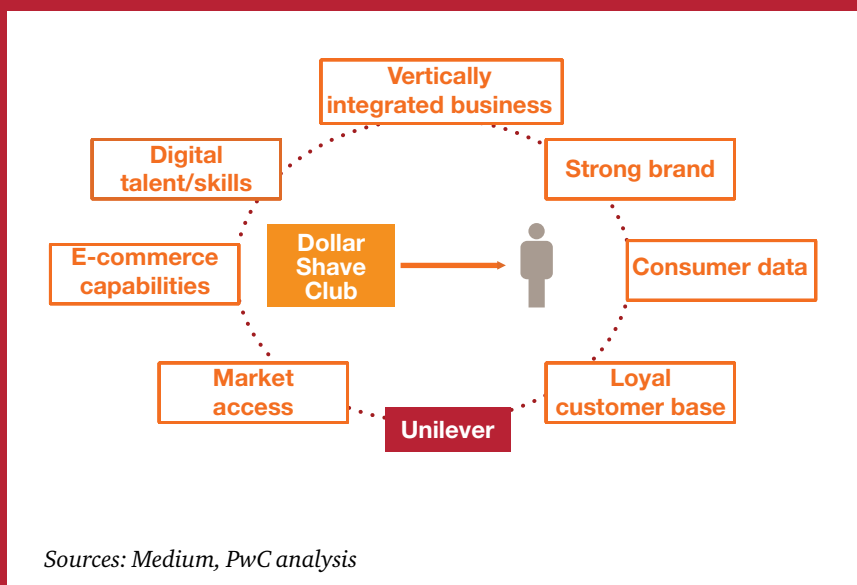 Vertically
integrated business
Digital
talent/skills
Strong brand
E-commerce
capabilities
Dollar
Shave
Club
Consumer data
Market
access
Loyal
customer base
Unilever
Sources: Medium, PwC analysis